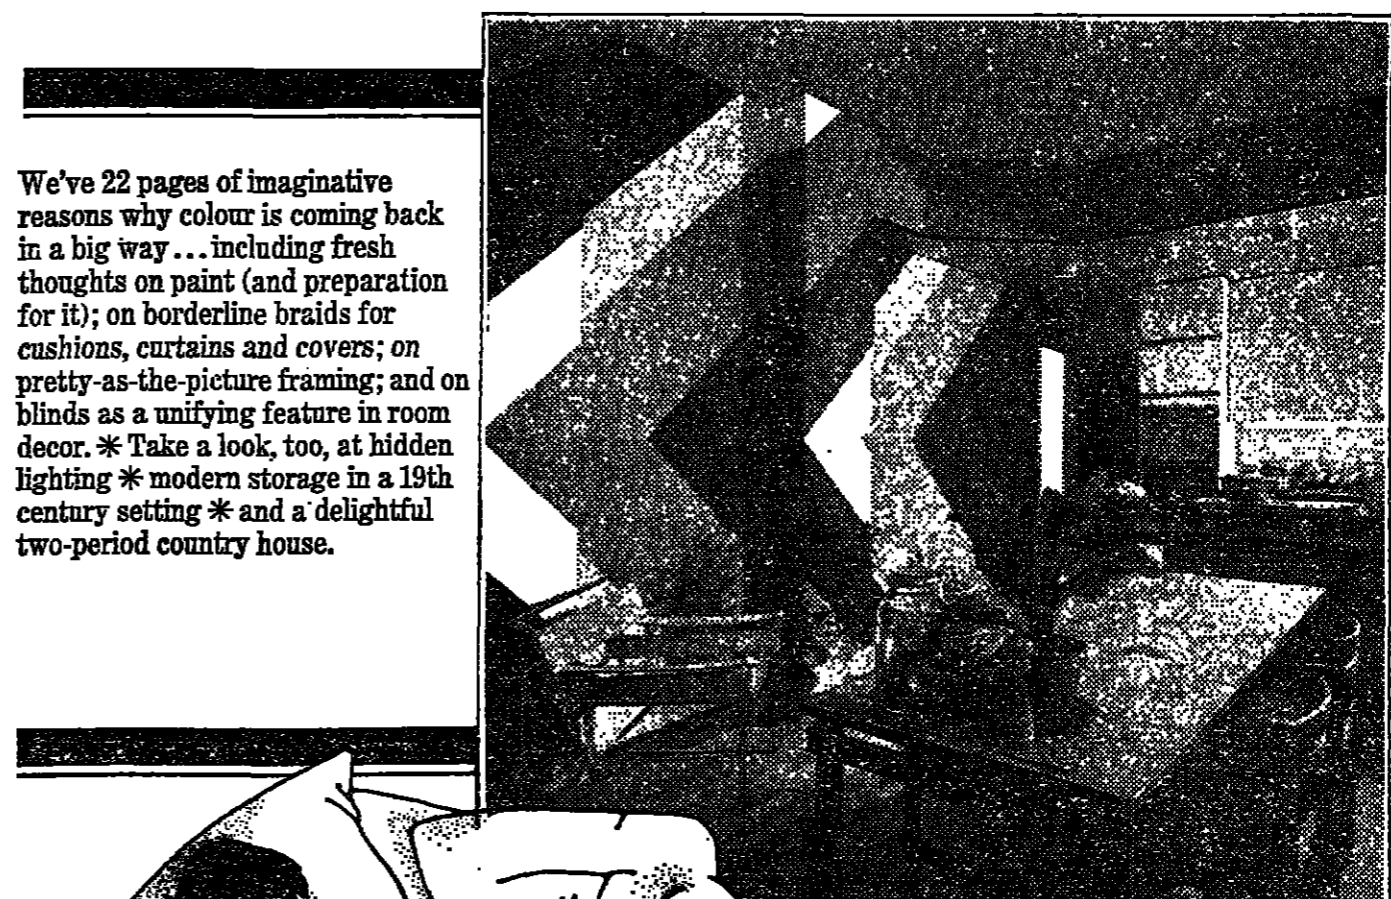 We've 22 pages of imaginative
reasons why colour is coming back
in a big way...including fresh
thoughts on paint (and preparation
for it); on borderline braids for
cushions, curtains and covers; on
pretty-as-the-picture framing; and on
blinds as a unifying feature in room
decor. * Take a look, too, at hidden
lighting * modern storage in a 19th
century setting * and a delightful
two-period country house.